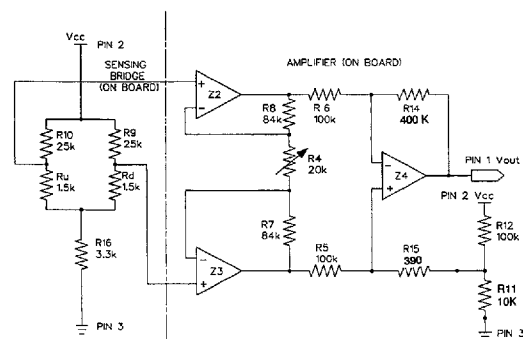 Vcc
PIN 2
SENSING
BRIDGE
(ON BOARD)
AMPLIFIER (ON BOARD)
+
Z2
-
R8
84k
R6
100k
R14
400 K
R10
25k
R9
25k
R4
20k
-
Z4
+
PIN 1 Vout
Ru
1.5k
Rd
1.5k
PIN 2 Vcc
R7
84k
R12
100k
R16
3.3k
-
Z3
+
R5
100k
R15
390
R11
10K
PIN 3
PIN 3